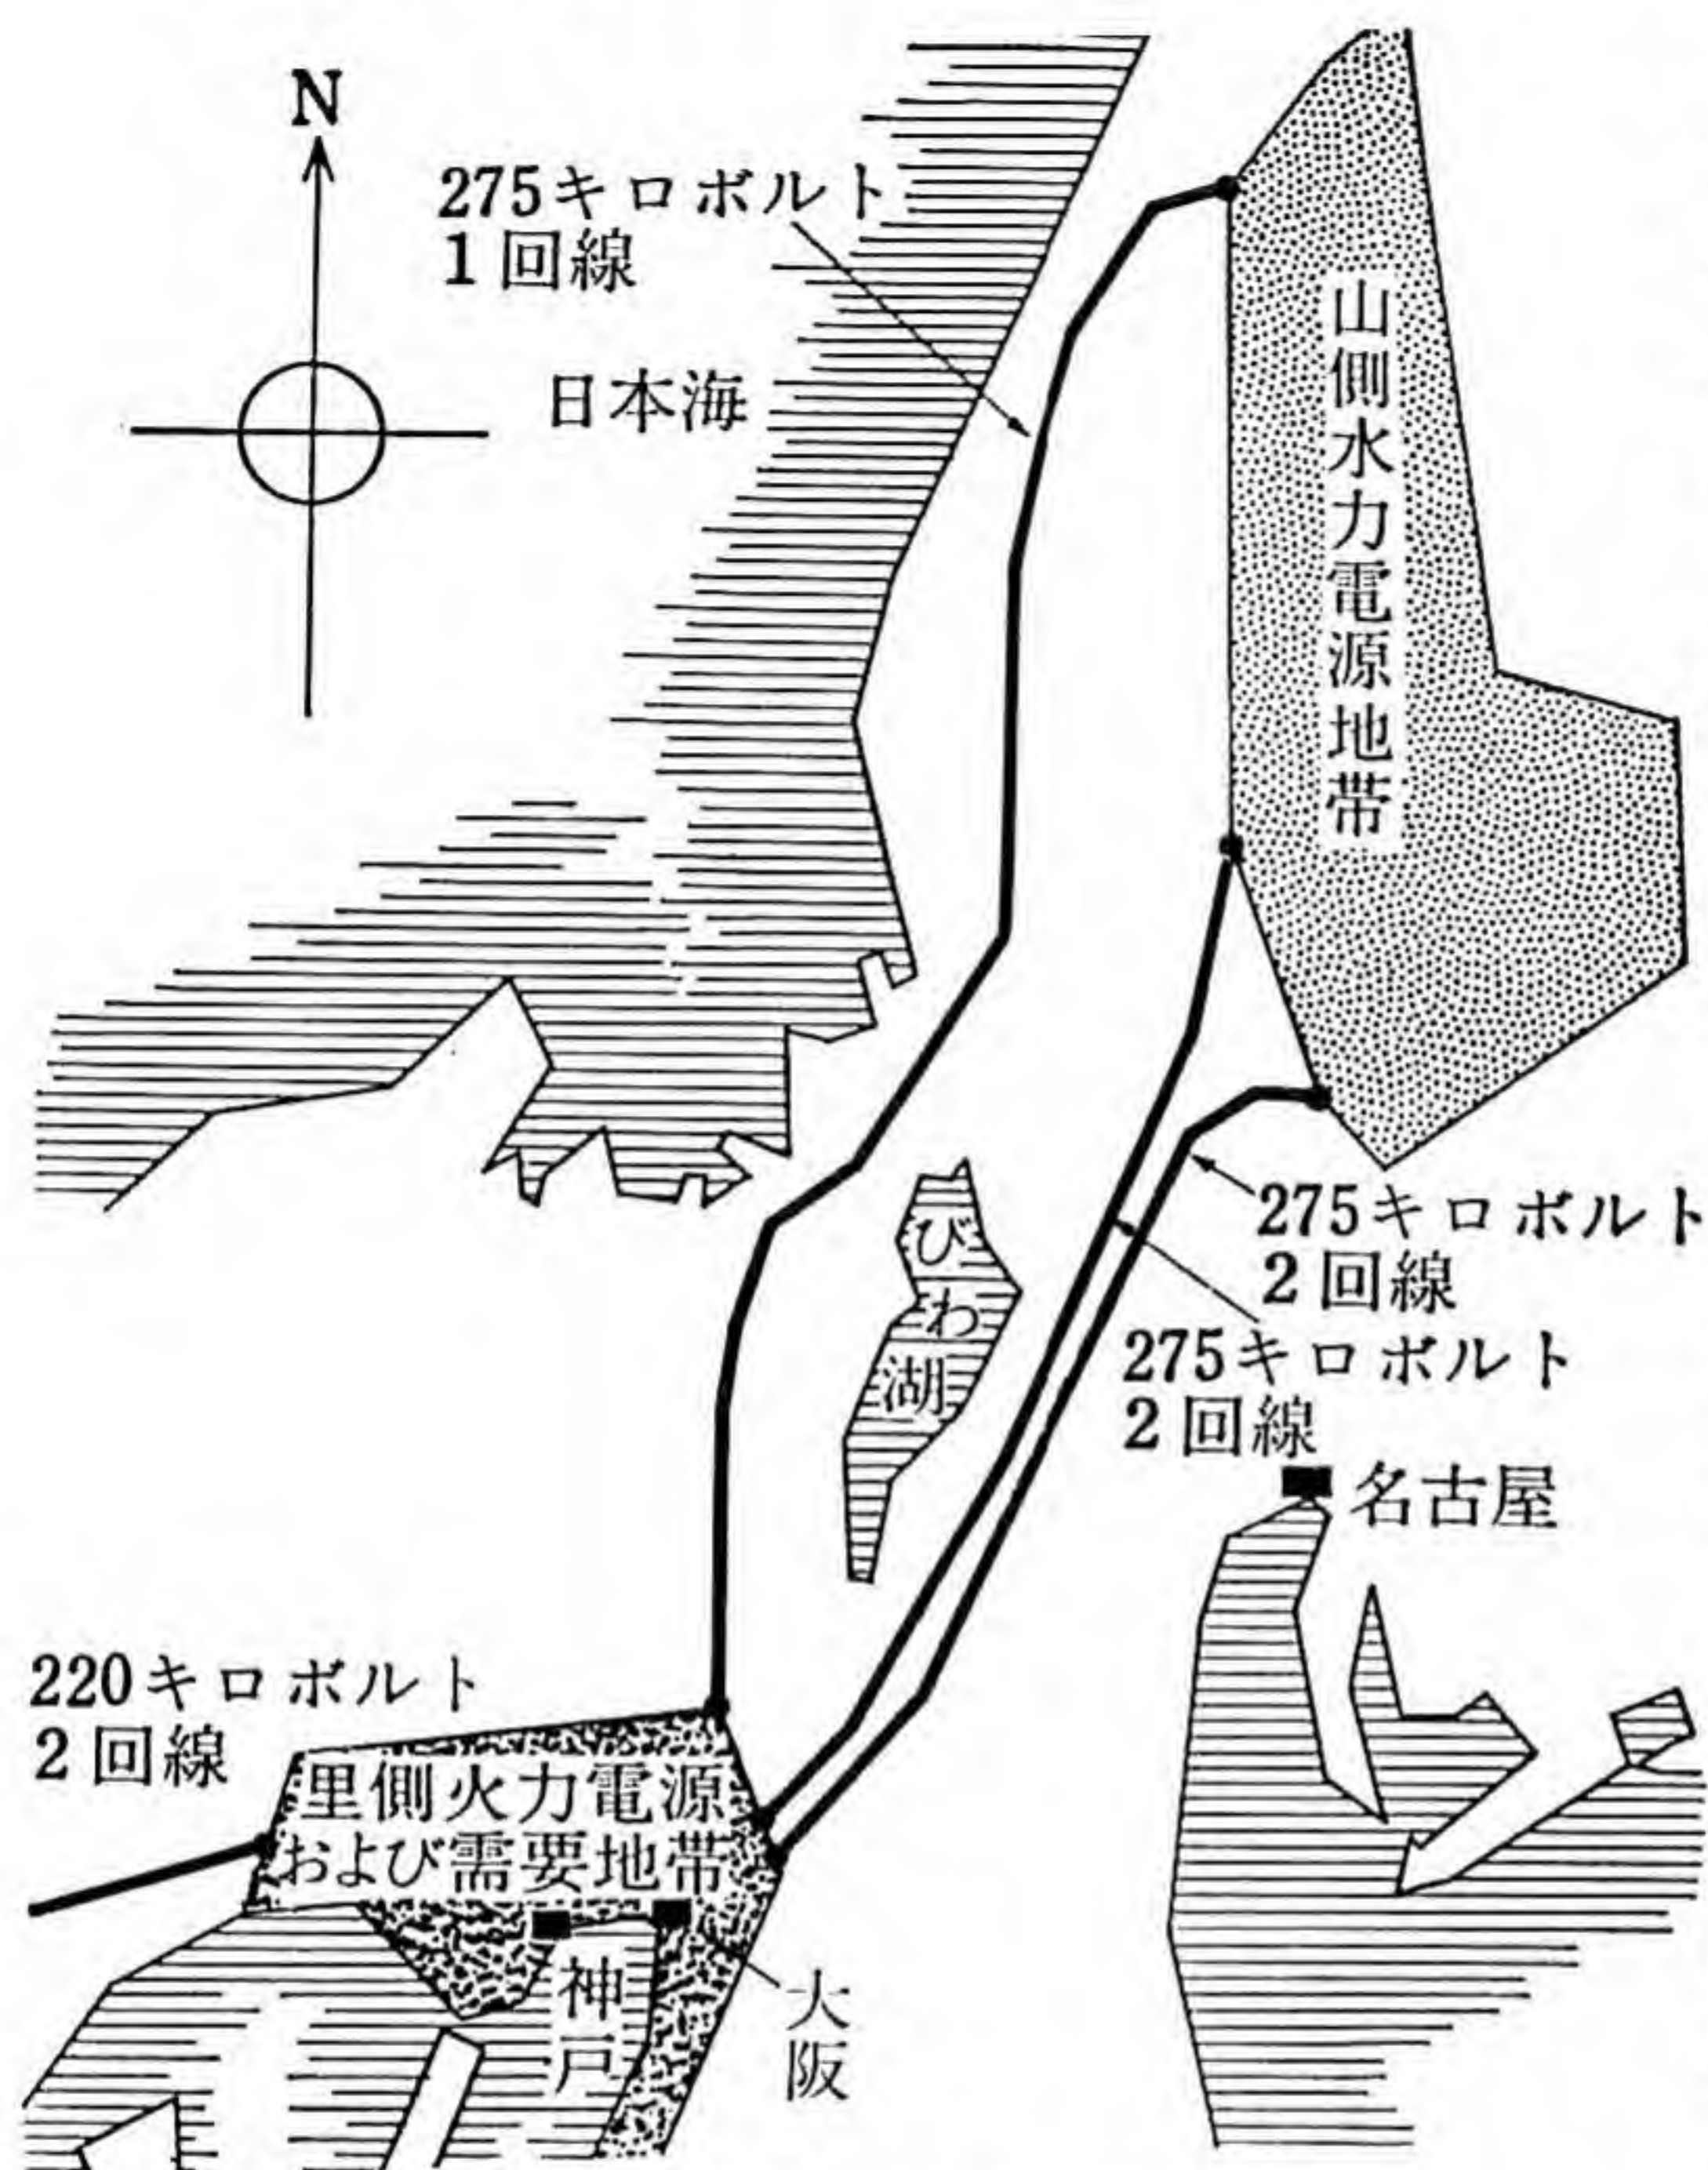 N
275キロボルト
1回線
日本海
山側水力電源地帯
びわ湖
275キロボルト
2回線
275キロボルト
2回線
名古屋
220キロボルト
2回線
里側火力電源
および需要地帯
神戸
大阪